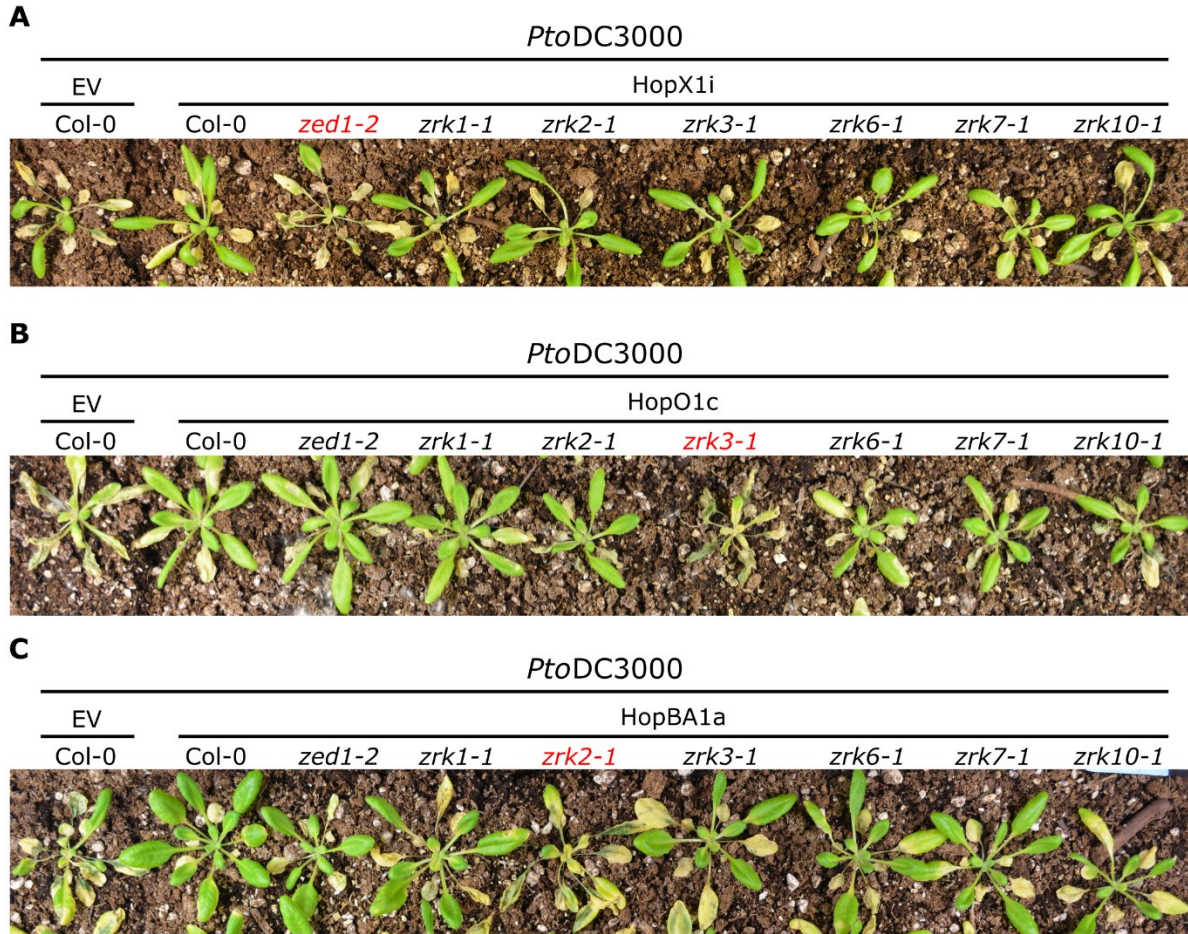 A
PtoDC3000
EV HopX1i
Col-0 Col-0 zed1-2 zrk1-1 zrk2-1 zrk3-1 zrk6-1 zrk7-1 zrk10-1
B
PtoDC3000
EV HopO1c
Col-0 Col-0 zed1-2 zrk1-1 zrk2-1 zrk3-1 zrk6-1 zrk7-1 zrk10-1
C
PtoDC3000
EV HopBA1a
Col-0 Col-0 zed1-2 zrk1-1 zrk2-1 zrk3-1 zrk6-1 zrk7-1 zrk10-1